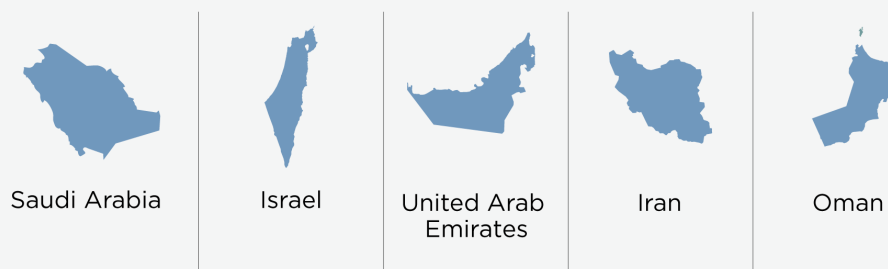 Saudi Arabia
Israel
United Arab
Emirates
Iran
Oman